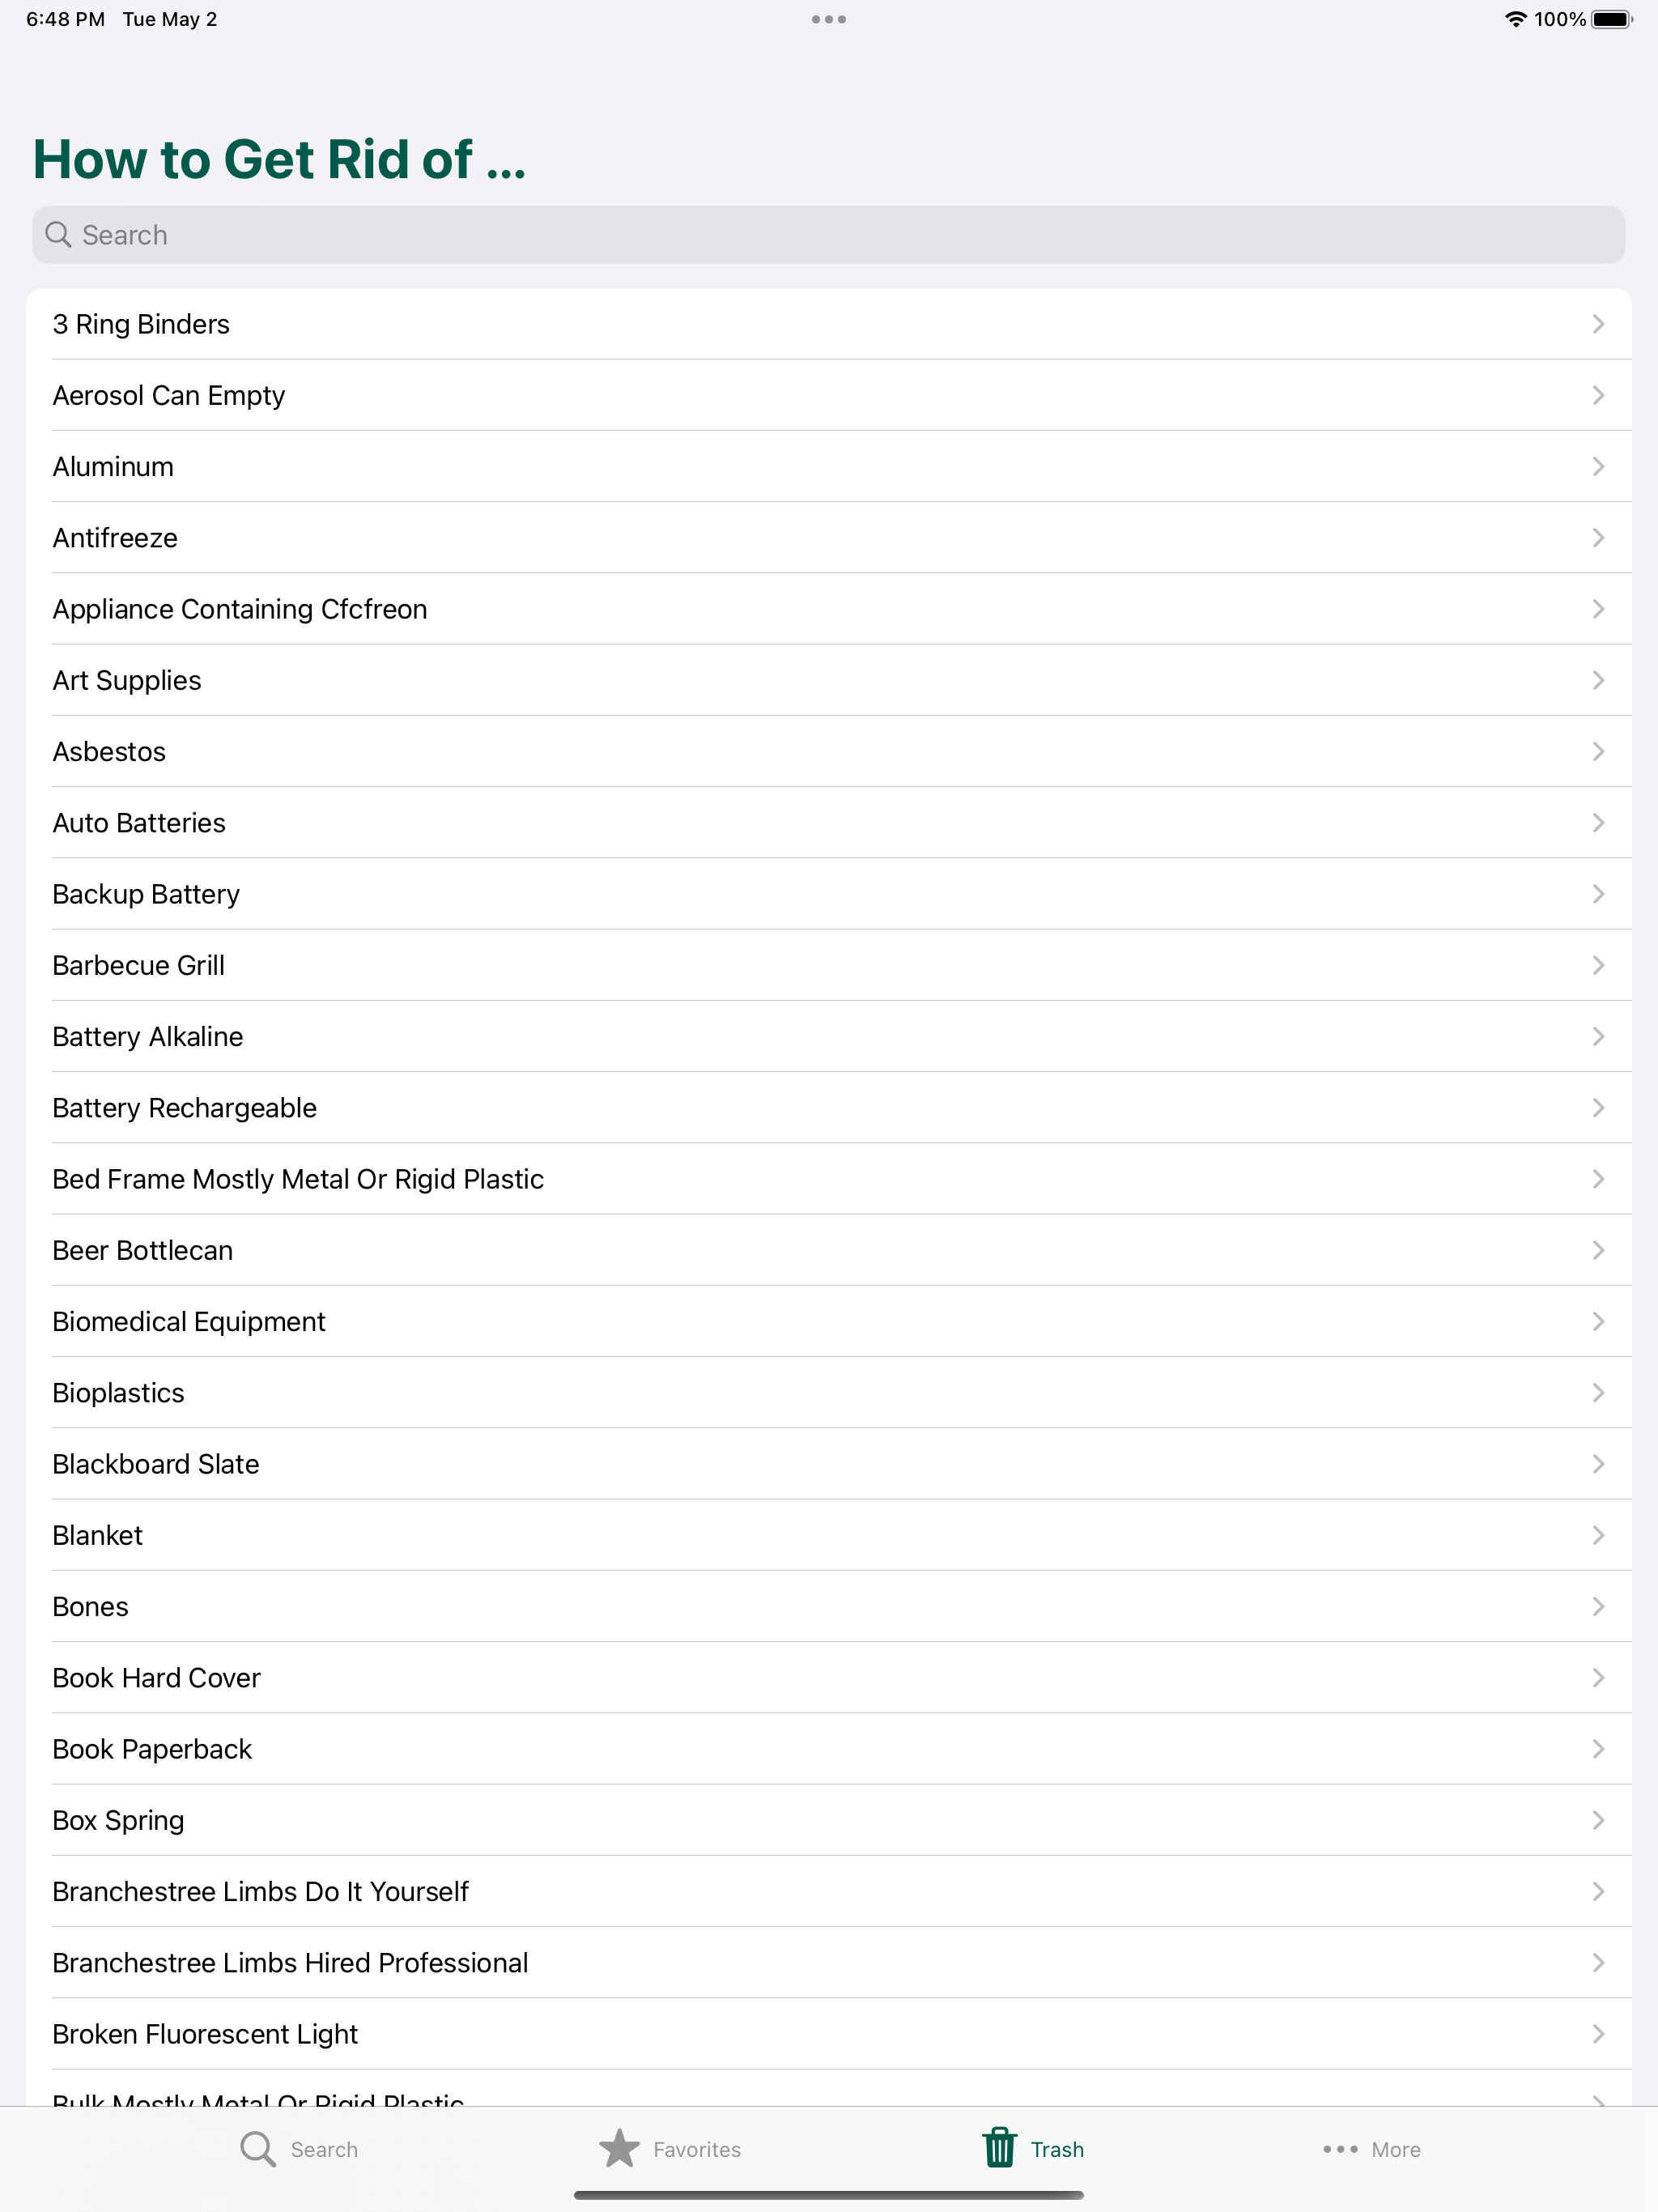 6:48 PM Tue May 2
100%
How to Get Rid of ...
Search
3 Ring Binders
Aerosol Can Empty
Aluminum
Antifreeze
Appliance Containing Cfcfreon
Art Supplies
Asbestos
Auto Batteries
Backup Battery
Barbecue Grill
Battery Alkaline
Battery Rechargeable
Bed Frame Mostly Metal Or Rigid Plastic
Beer Bottlecan
Biomedical Equipment
Bioplastics
Blackboard Slate
Blanket
Bones
Book Hard Cover
Book Paperback
Box Spring
Branchestree Limbs Do It Yourself
Branchestree Limbs Hired Professional
Broken Fluorescent Light
Bulk Mostly Metal Or Rigid Plastic
Search
Favorites
Trash
More